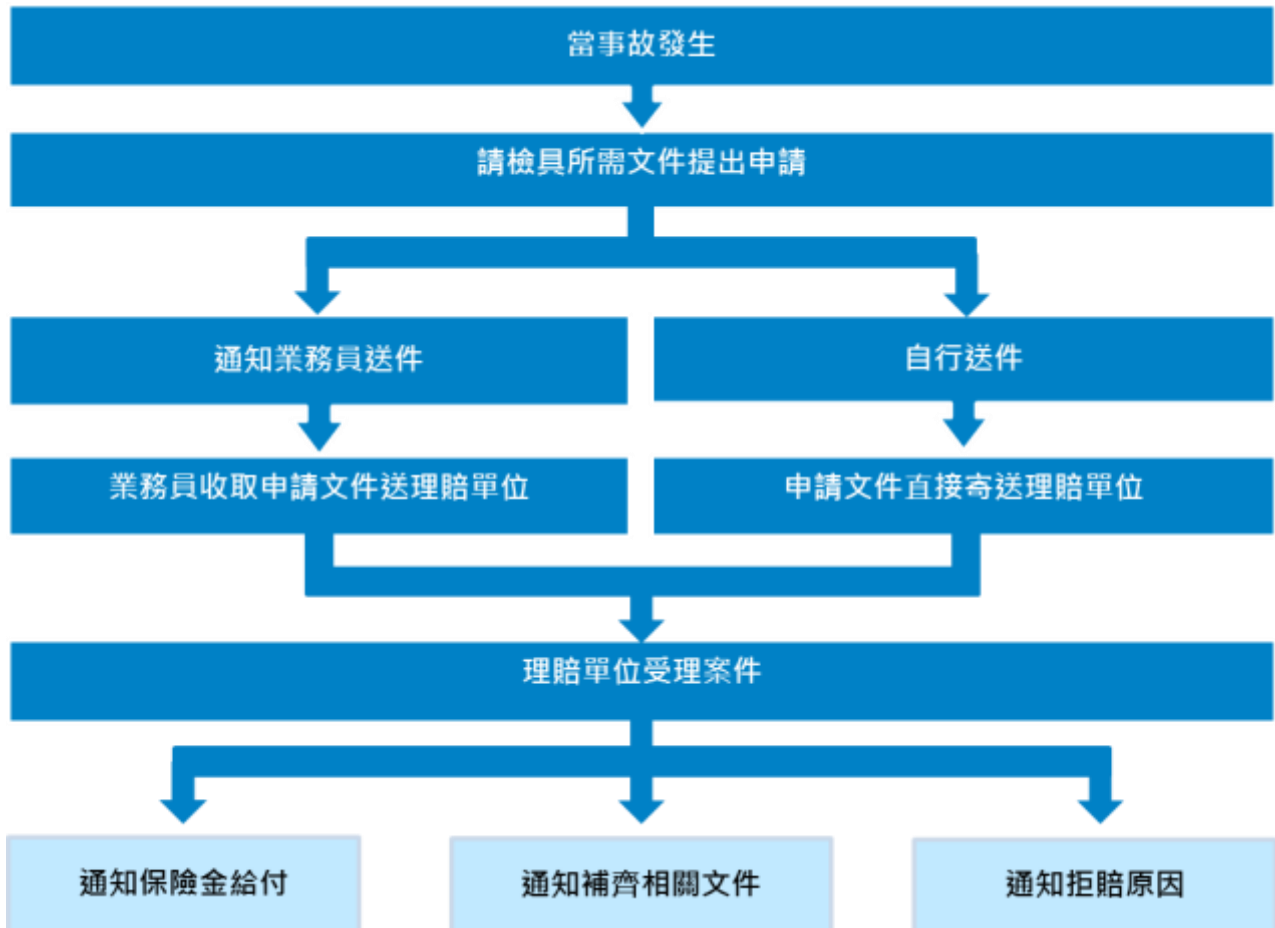 當事故發生
請檢具所需文件提出申請
通知業務員送件
自行送件
業務員收取申請文件送理賠單位
申請文件直接寄送理賠單位
理賠單位受理案件
通知保險金給付
通知補齊相關文件
通知拒賠原因